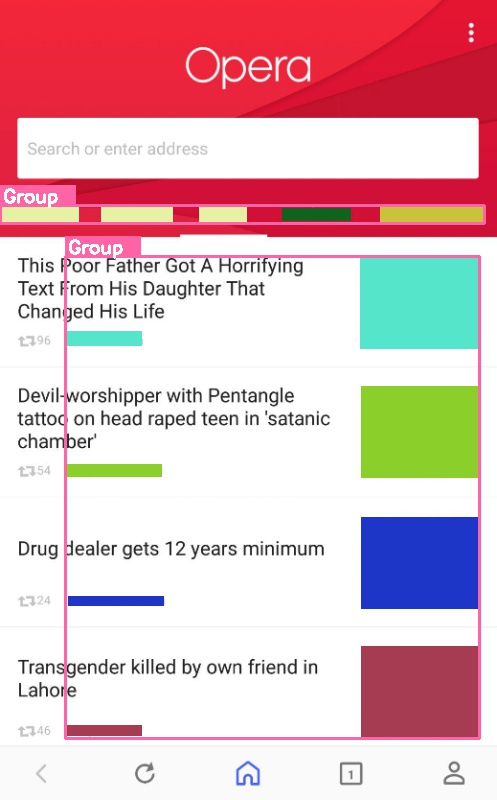 Opera
Search or enter address
Group
Group
This Poor Father Got A Horrifying
Text From His Daughter That
Changed His Life
96
Devil-worshipper with Pentangle
tattoo on head raped teen in 'satanic
chamber'
54
Drug dealer gets 12 years minimum
24
Transgender killed by own friend in
Lahore
46
1